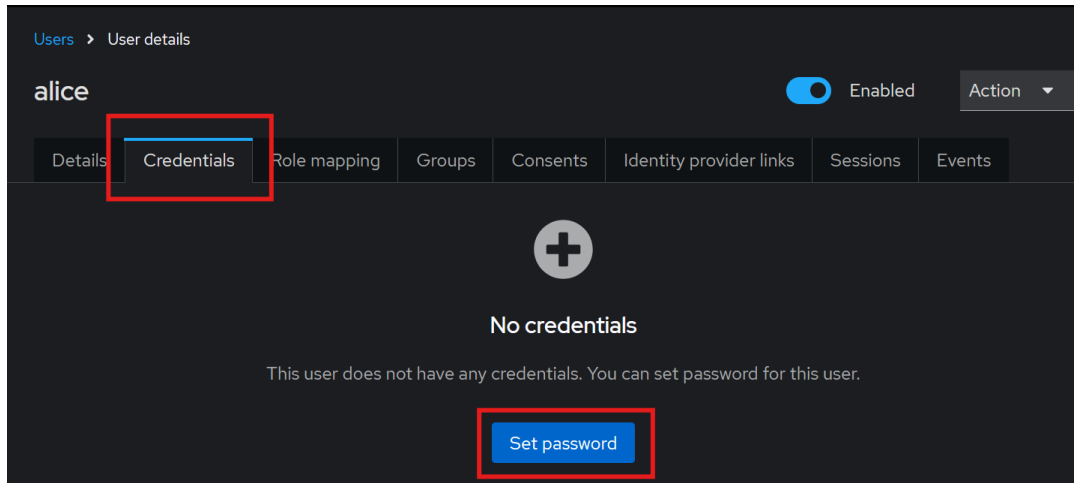 Users > User details
alice
Enabled
Action
Details Credentials Role mapping Groups Consents Identity provider links Sessions Events
No credentials
This user does not have any credentials. You can set password for this user.
Set password